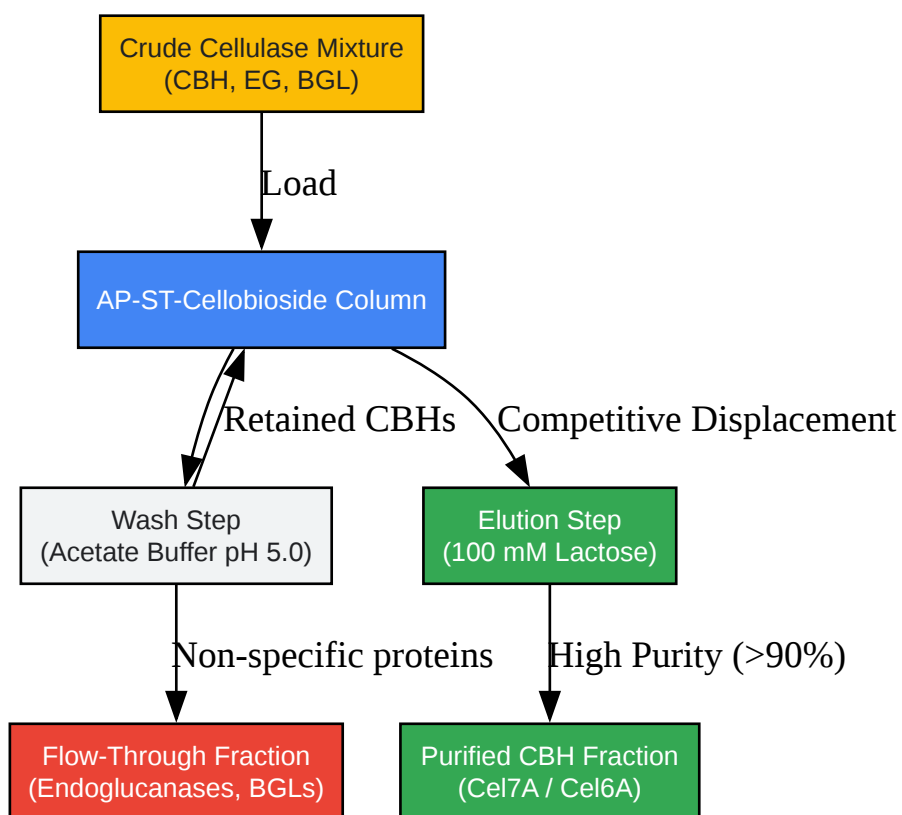 Crude Cellulase Mixture
(CBH, EG, BGL)
Load
AP-ST-Cellobioside Column
Retained CBHs
Competitive Displacement
Wash Step
(Acetate Buffer pH 5.0)
Elution Step
(100 mM Lactose)
Non-specific proteins
High Purity (>90%)
Flow-Through Fraction
(Endoglucanases, BGLs)
Purified CBH Fraction
(Cel7A / Cel6A)